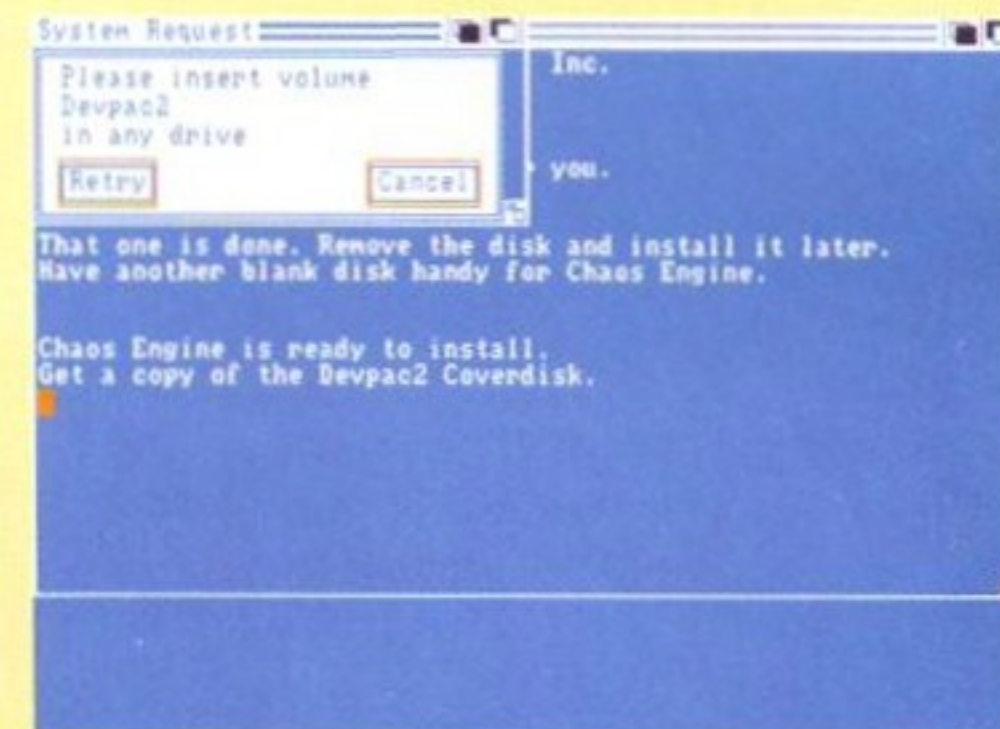 System Request
Please insert volume
Devpac2
in any drive
Retry
Cancel
Inc.
you.
That one is done. Remove the disk and install it later.
Have another blank disk handy for Chaos Engine.
Chaos Engine is ready to install.
Get a copy of the Devpac2 Coverdisk.